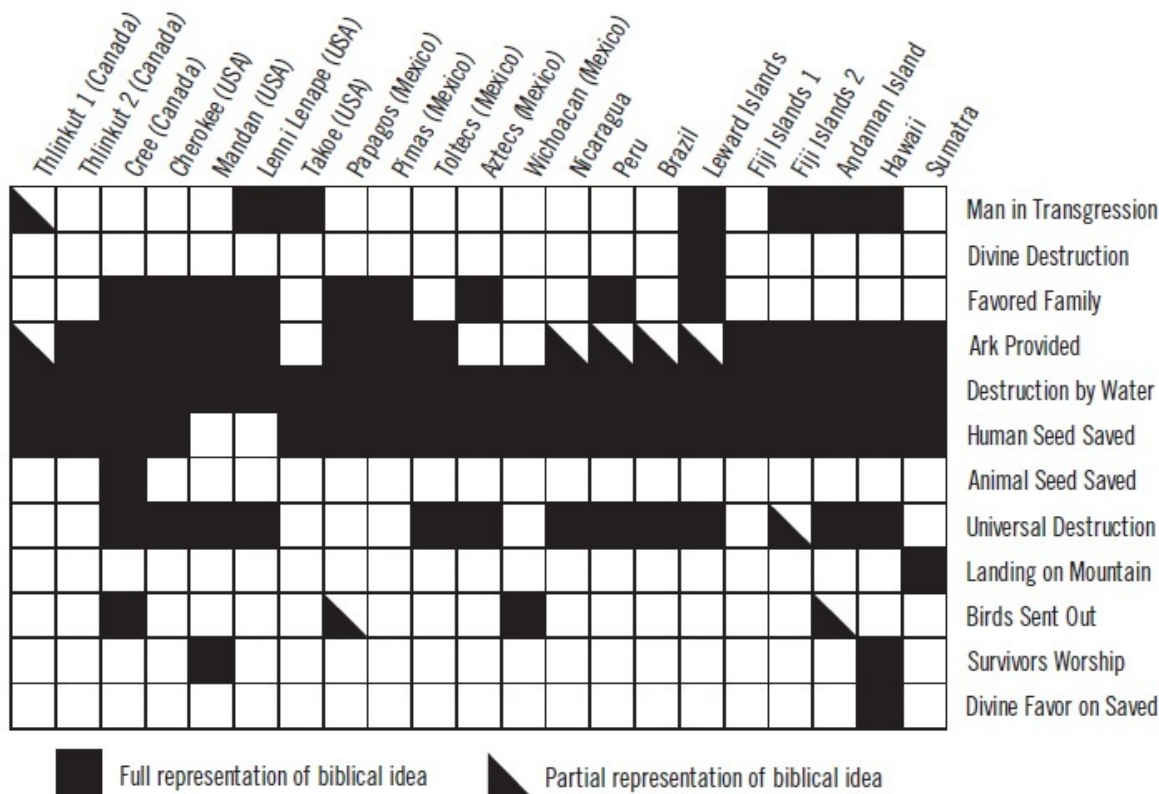 Thlinkut 1 (Canada)
Thlinkut 2 (Canada)
Cree (Canada)
Cherokee (USA)
Mandan (USA)
Lenni Lenape (USA)
Takoe (USA)
Papagos (Mexico)
Pimas (Mexico)
Toltecs (Mexico)
Aztecs (Mexico)
Wichoacan (Mexico)
Nicaragua
Peru
Brazil
Leward Islands
Fiji Islands 1
Fiji Islands 2
Andaman Island
Hawaii
Sumatra
Man in Transgression
Divine Destruction
Favored Family
Ark Provided
Destruction by Water
Human Seed Saved
Animal Seed Saved
Universal Destruction
Landing on Mountain
Birds Sent Out
Survivors Worship
Divine Favor on Saved
Full representation of biblical idea
Partial representation of biblical idea